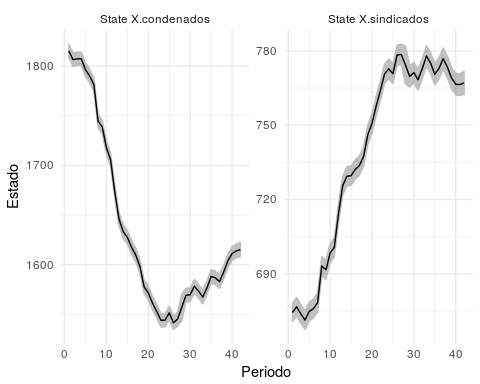 State X.condenados
State X.sindicados
Estado
1800
1700
1600
780
750
720
690
0 10 20 30 40
0 10 20 30 40
Periodo